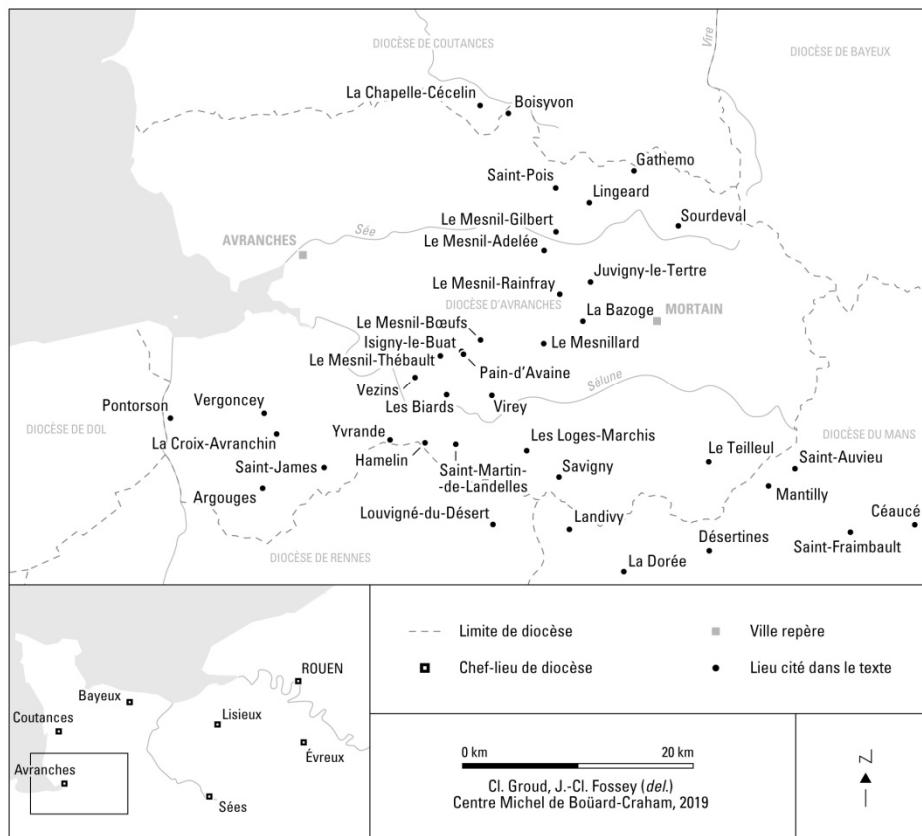 DIOCÈSE DE COUTANCES
Vire
DIOCÈSE DE BAYEUX
La Chapelle-Cécelin
Boisyvon
Gathemo
Saint-Pois
Lingeard
Le Mesnil-Gilbert
Sourdeval
AVRANCHES
Sée
Le Mesnil-Adelée
Juvigny-le-Tertre
Le Mesnil-Rainfray
DIOCÈSE D'AVRANCHES
La Bazoge
MORTAIN
Le Mesnil-Bœufs
Isigny-le-Buat
Le Mesnillard
Le Mesnil-Thébault
Pain-d'Avaine
Sélune
Vezins
Les Biards
Virey
Pontorson
Vergoncey
DIOCÈSE DE DOL
La Croix-Avranchin
Yvrande
Les Loges-Marchis
DIOCÈSE DU MANS
Le Teilleul
Saint-Auvieu
Saint-James
Hamelin
Saint-Martin-
de-Landelles
Savigny
Mantilly
Argouges
Louvigné-du-Désert
Landivy
Céaucé
Désertines
Saint-Fraimbault
DIOCÈSE DE RENNES
La Dorée
ROUEN
Bayeux
Lisieux
Coutances
Évreux
Avranches
Sées
Limite de diocèse
Ville repère
Chef-lieu de diocèse
Lieu cité dans le texte
0 km
20 km
Cl. Groud, J.-Cl. Fossey (del.)
Centre Michel de Boüard-Craham, 2019
N